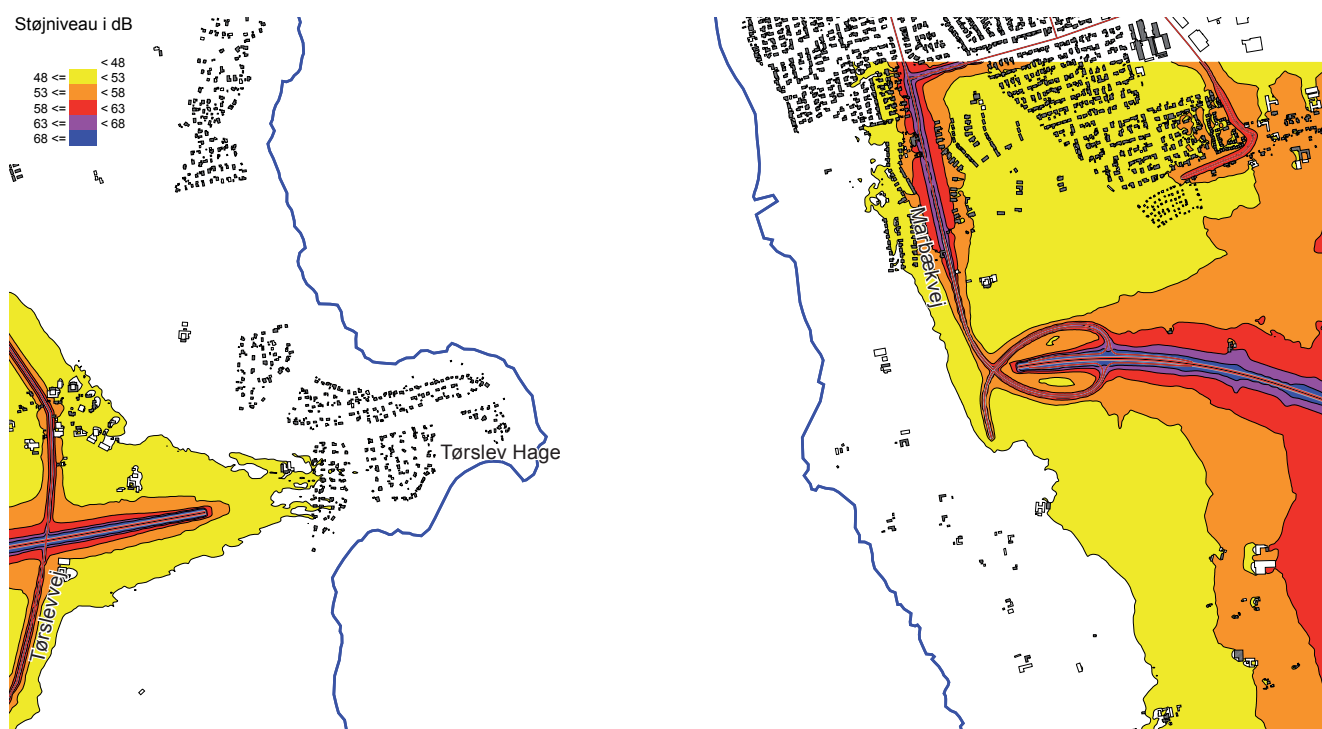 Støjniveau i dB
< 48
48 <= < 53
53 <= < 58
58 <= < 63
63 <= < 68
68 <=
Marbækvej
Tørslev Hage
Tørslevvej